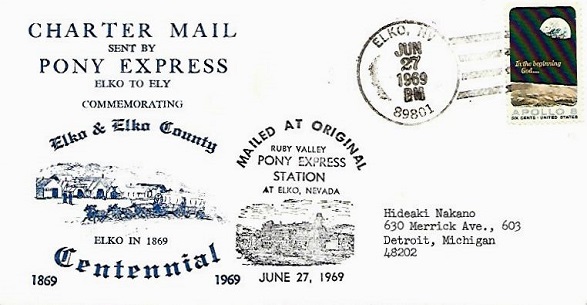 CHARTER MAIL
SENT BY
PONY EXPRESS
ELKO TO ELY
COMMEMORATING
Elko & Elko County
ELKO IN 1869
Centennial
1869 1969
MAILED AT ORIGINAL
RUBY VALLEY
PONY EXPRESS
STATION
AT ELKO, NEVADA
JUNE 27, 1969
ELKO, NV
JUN
27
1969
PM
89801
In the beginning
God....
APOLLO 8
SIX CENTS · UNITED STATES
Hideaki Nakano
630 Merrick Ave., 603
Detroit, Michigan
48202